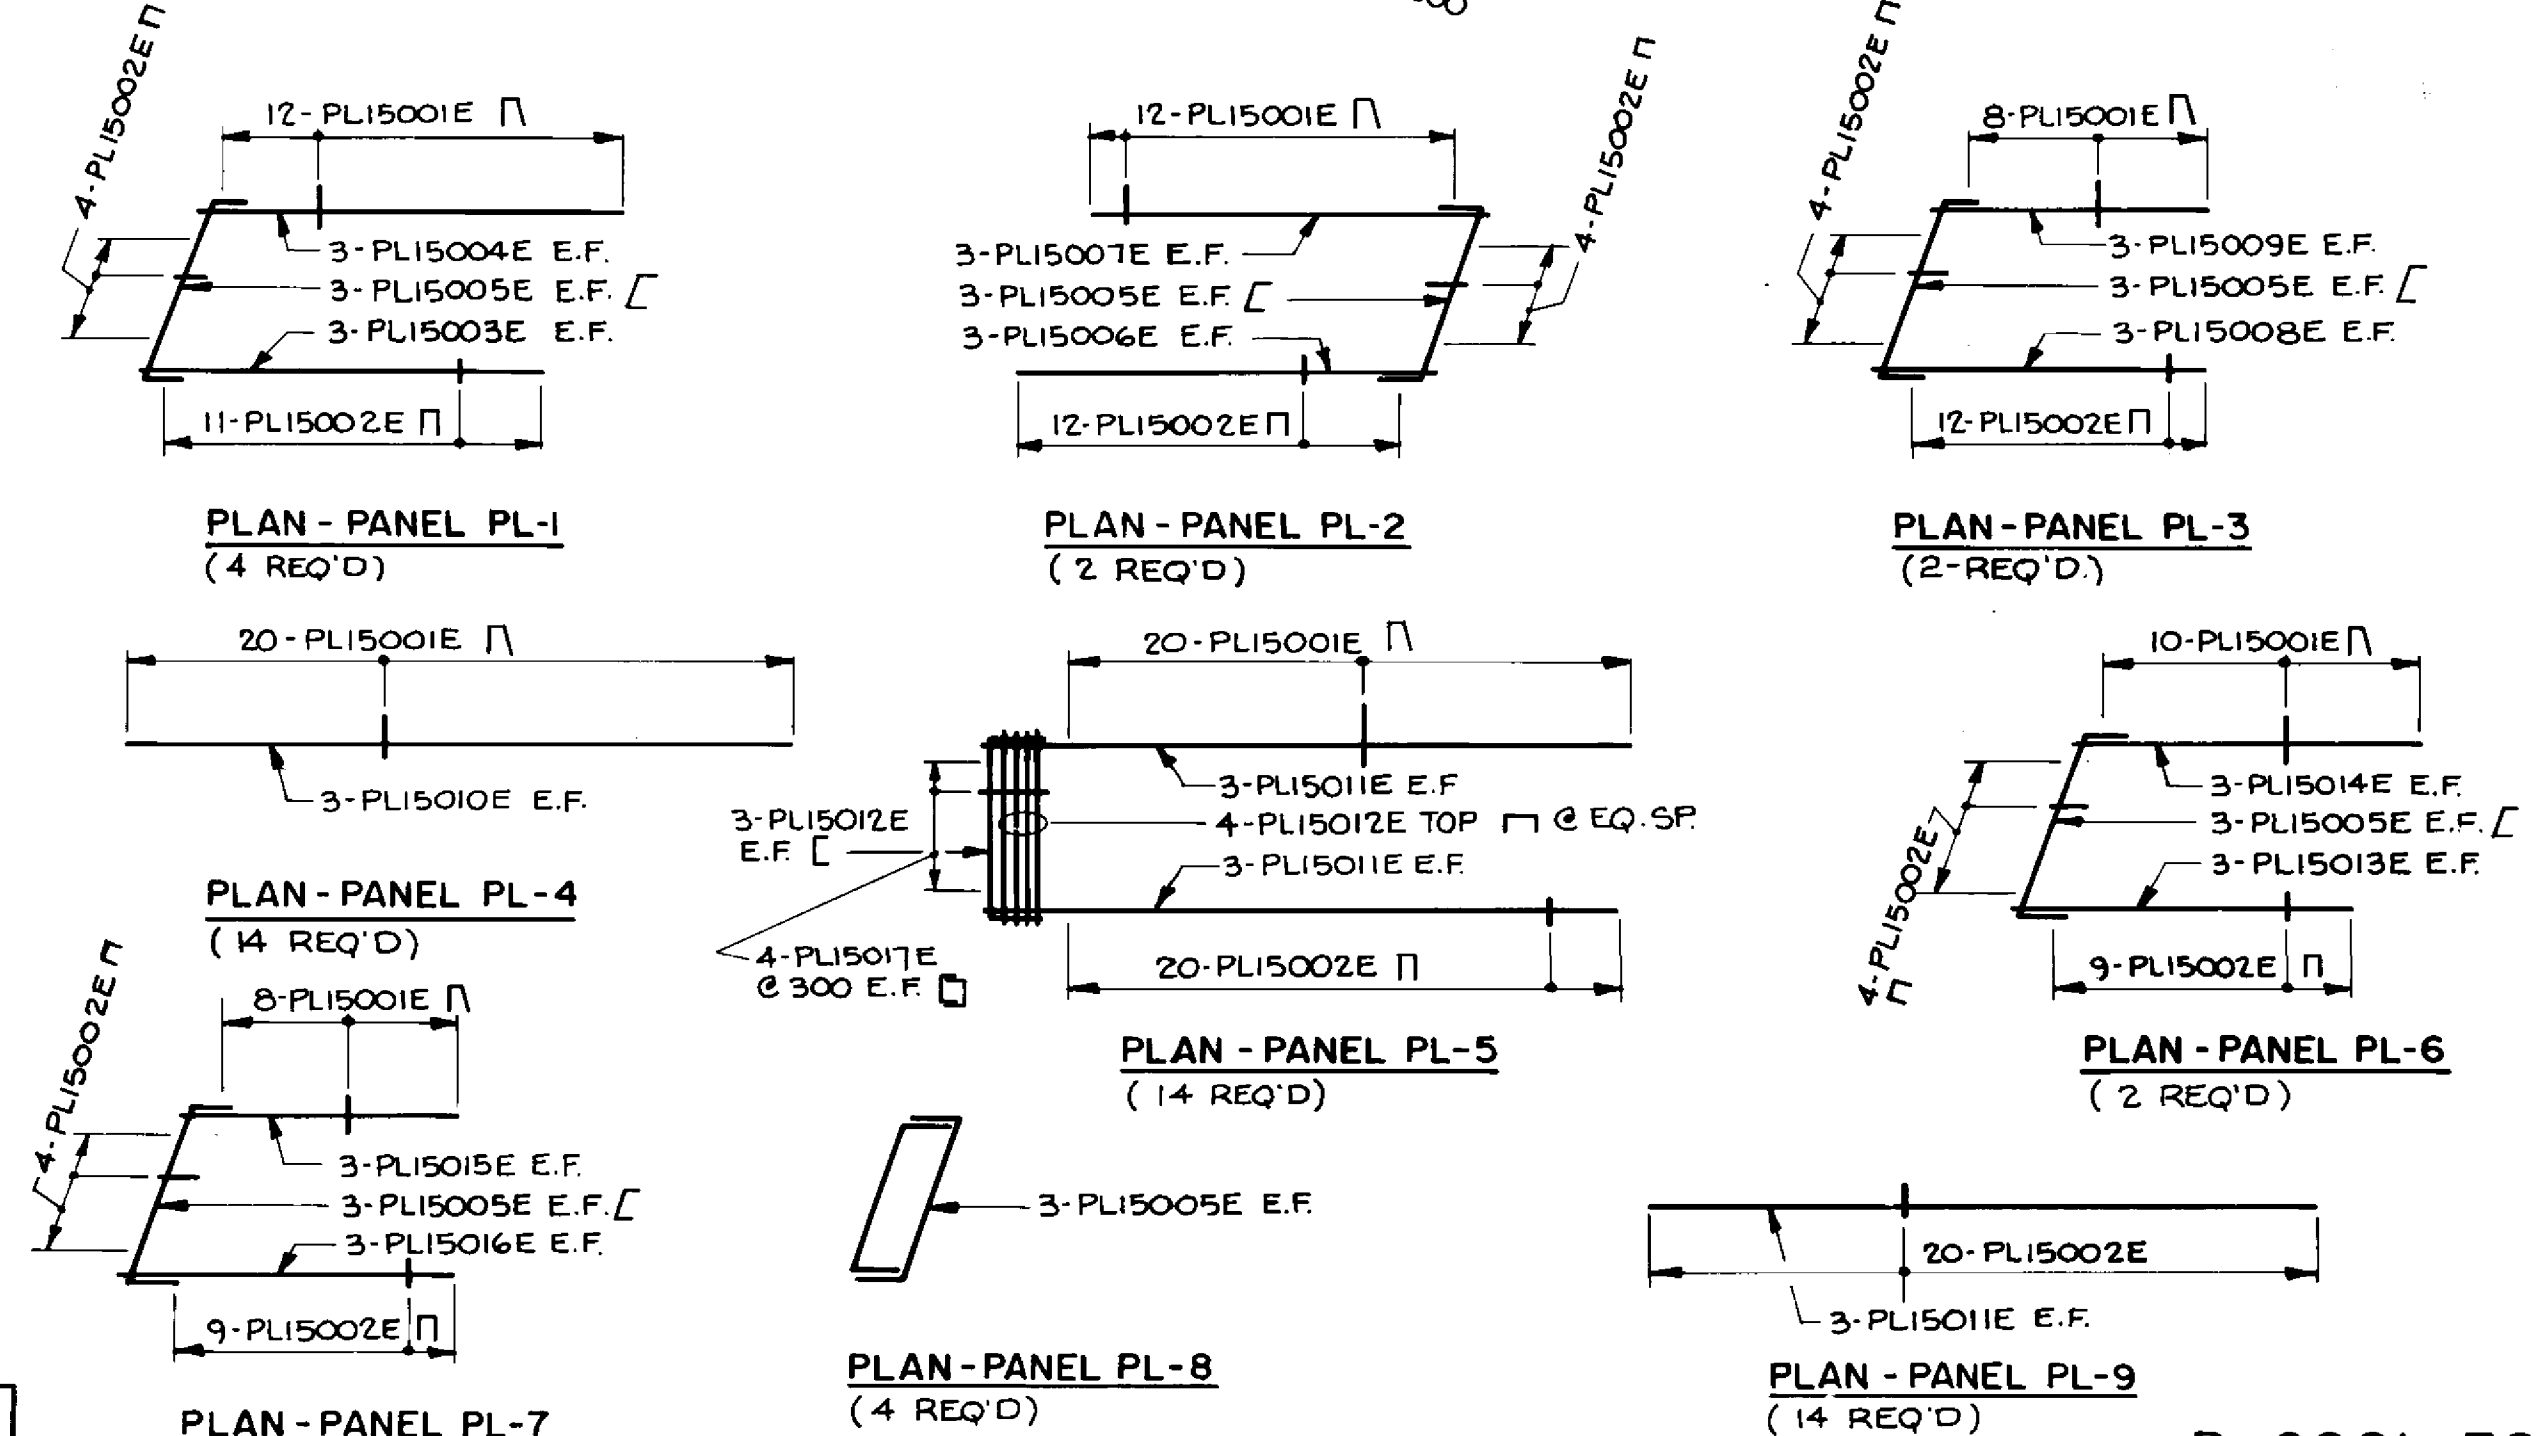 4-PL15002E
12-PL15001E
3-PL15004E E.F.
3-PL15005E E.F.
3-PL15003E E.F.
11-PL15002E
PLAN - PANEL PL-1
(4 REQ'D)
12-PL15001E
4-PL15002E
3-PL15007E E.F.
3-PL15005E E.F.
3-PL15006E E.F.
12-PL15002E
PLAN - PANEL PL-2
(2 REQ'D)
4-PL15002E
8-PL15001E
3-PL15009E E.F.
3-PL15005E E.F.
3-PL15008E E.F.
12-PL15002E
PLAN - PANEL PL-3
(2-REQ'D.)
20-PL15001E
3-PL15010E E.F.
PLAN - PANEL PL-4
(14 REQ'D)
20-PL15001E
3-PL15011E E.F
3-PL15012E
E.F.
4-PL15012E TOP @ EQ. SP.
3-PL15011E E.F.
4-PL15017E
@ 300 E.F.
20-PL15002E
PLAN - PANEL PL-5
(14 REQ'D)
10-PL15001E
3-PL15014E E.F.
3-PL15005E E.F.
3-PL15013E E.F.
4-PL15002E
9-PL15002E
PLAN - PANEL PL-6
(2 REQ'D)
4-PL15002E
8-PL15001E
3-PL15015E E.F.
3-PL15005E E.F.
3-PL15016E E.F.
9-PL15002E
PLAN - PANEL PL-7
3-PL15005E E.F.
PLAN - PANEL PL-8
(4 REQ'D)
20-PL15002E
3-PL15011E E.F.
PLAN - PANEL PL-9
(14 REQ'D)